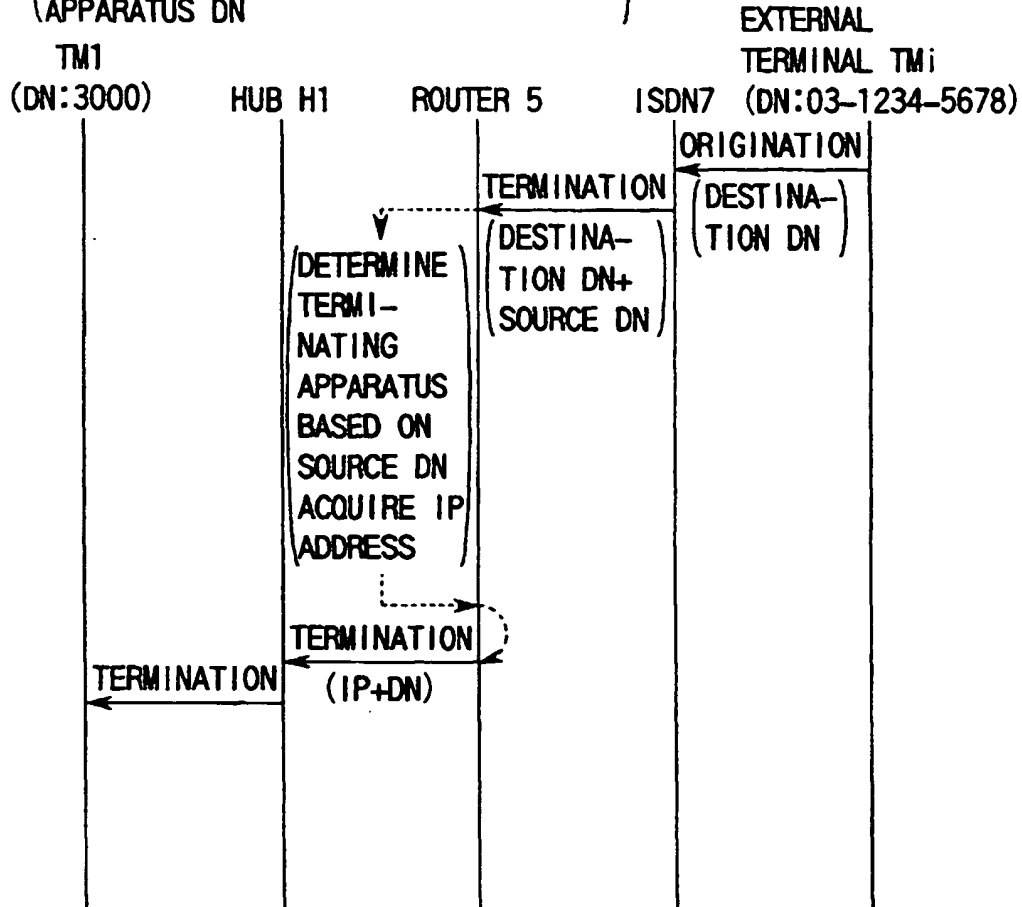 (APPARATUS DN )
EXTERNAL
TM1
TERMINAL TMi
(DN:3000)
HUB H1
ROUTER 5
ISDN7
(DN:03-1234-5678)
ORIGINATION
(DESTINA-
TION DN)
TERMINATION
(DESTINA-
TION DN+
SOURCE DN)
(DETERMINE
TERMI-
NATING
APPARATUS
BASED ON
SOURCE DN
ACQUIRE IP
ADDRESS)
TERMINATION
(IP+DN)
TERMINATION